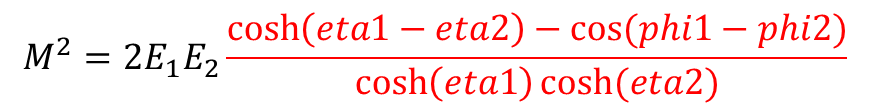 M² = 2E₁E₂ (cosh(eta1 − eta2) − cos(phi1 − phi2)) / (cosh(eta1) cosh(eta2))